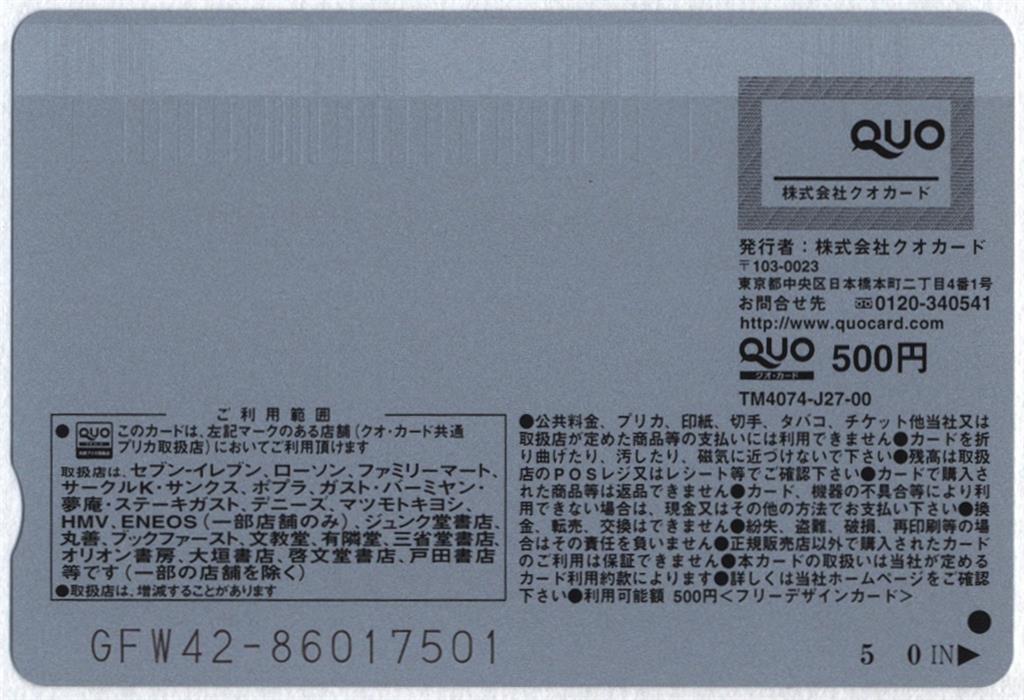 QUO
株式会社クオカード
発行者：株式会社クオカード
〒103-0023
東京都中央区日本橋本町二丁目4番1号
お問合せ先 0120-340541
http://www.quocard.com
QUO 500円
クオ・カード
TM4074-J27-00
ご利用範囲
●QUO このカードは、左記マークのある店舗（クオ・カード共通
プリカ取扱店）においてご利用頂けます
取扱店は、セブン-イレブン、ローソン、ファミリーマート、
サークルK・サンクス、ポプラ、ガスト・バーミヤン・
夢庵・ステーキガスト、デニーズ、マツモトキヨシ、
HMV、ENEOS（一部店舗のみ）、ジュンク堂書店、
丸善、ブックファースト、文教堂、有隣堂、三省堂書店、
オリオン書房、大垣書店、啓文堂書店、戸田書店
等です（一部の店舗を除く）
●取扱店は、増減することがあります
●公共料金、プリカ、印紙、切手、タバコ、チケット他当社又は
取扱店が定めた商品等の支払いには利用できません●カードを折
り曲げたり、汚したり、磁気に近づけないで下さい●残高は取扱
店のPOSレジ又はレシート等でご確認下さい●カードで購入さ
れた商品等は返品できません●カード、機器の不具合等により利
用できない場合は、現金又はその他の方法でお支払い下さい●換
金、転売、交換はできません●紛失、盗難、破損、再印刷等の場
合はその責任を負いません●正規販売店以外で購入されたカード
のご利用は保証できません●本カードの取扱いは当社が定める
カード利用約款によります●詳しくは当社ホームページをご確認
下さい●利用可能額 500円＜フリーデザインカード＞
GFW42-86017501
5 0 IN▶